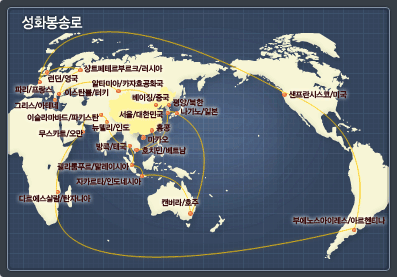 성화봉송로
상트페테르부르크/러시아
런던/영국
파리/프랑스
알마티아/카자흐공화국
이스탄불/터키
샌프란시스코/미국
베이징/중국
그리스/아테네
평양/북한
이슬라마바드/파키스탄
서울/대한민국
나가노/일본
뉴델리/인도
무스카트/오만
홍콩
마카오
방콕/태국
호치민/베트남
콸라룸푸르/말레이시아
자카르타/인도네시아
디르에스살람/탄자니아
캔버라/호주
부에노스아이레스/아르헨티나